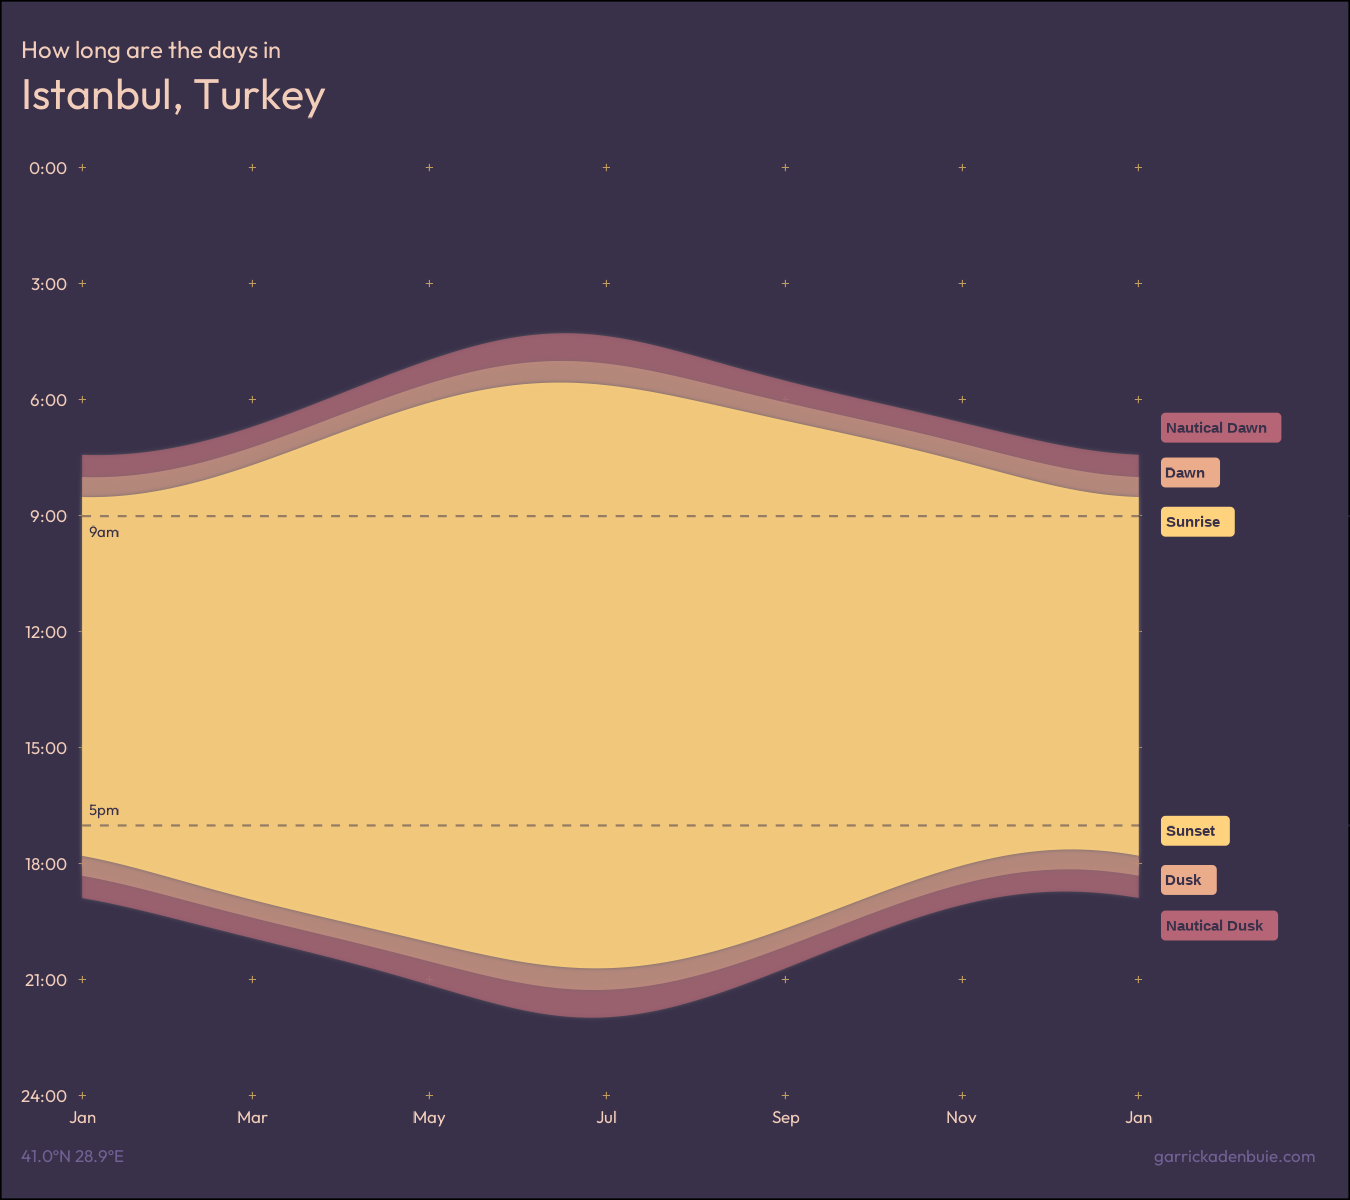 How long are the days in
Istanbul, Turkey
0:00
3:00
6:00
Nautical Dawn
Dawn
9:00
Sunrise
9am
12:00
15:00
5pm
Sunset
18:00
Dusk
Nautical Dusk
21:00
24:00
Jan Mar May Jul Sep Nov Jan
41.0°N 28.9°E
garrickadenbuie.com